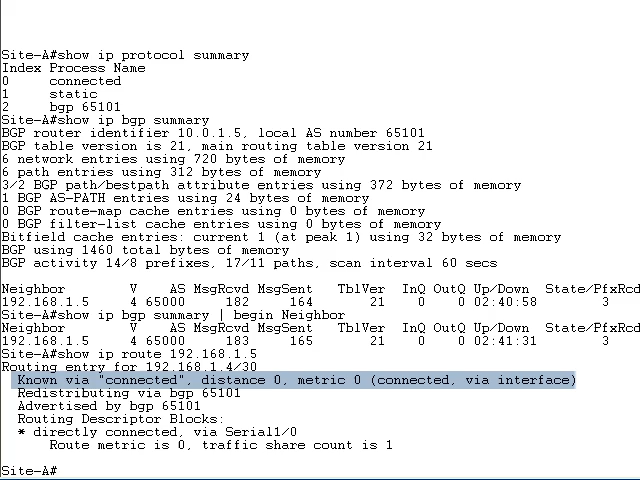 Site-A#show ip protocol summary
Index Process Name
0     connected
1     static
2     bgp 65101
Site-A#show ip bgp summary
BGP router identifier 10.0.1.5, local AS number 65101
BGP table version is 21, main routing table version 21
6 network entries using 720 bytes of memory
6 path entries using 312 bytes of memory
3/2 BGP path/bestpath attribute entries using 372 bytes of memory
1 BGP AS-PATH entries using 24 bytes of memory
0 BGP route-map cache entries using 0 bytes of memory
0 BGP filter-list cache entries using 0 bytes of memory
Bitfield cache entries: current 1 (at peak 1) using 32 bytes of memory
BGP using 1460 total bytes of memory
BGP activity 14/8 prefixes, 17/11 paths, scan interval 60 secs
Neighbor        V    AS MsgRcvd MsgSent   TblVer  InQ OutQ Up/Down  State/PfxRcd
192.168.1.5     4 65000     182     164       21    0    0 02:40:58        3
Site-A#show ip bgp summary | begin Neighbor
Neighbor        V    AS MsgRcvd MsgSent   TblVer  InQ OutQ Up/Down  State/PfxRcd
192.168.1.5     4 65000     183     165       21    0    0 02:41:31        3
Site-A#show ip route 192.168.1.5
Routing entry for 192.168.1.4/30
  Known via "connected", distance 0, metric 0 (connected, via interface)
  Redistributing via bgp 65101
  Advertised by bgp 65101
  Routing Descriptor Blocks:
  * directly connected, via Serial1/0
      Route metric is 0, traffic share count is 1
Site-A#